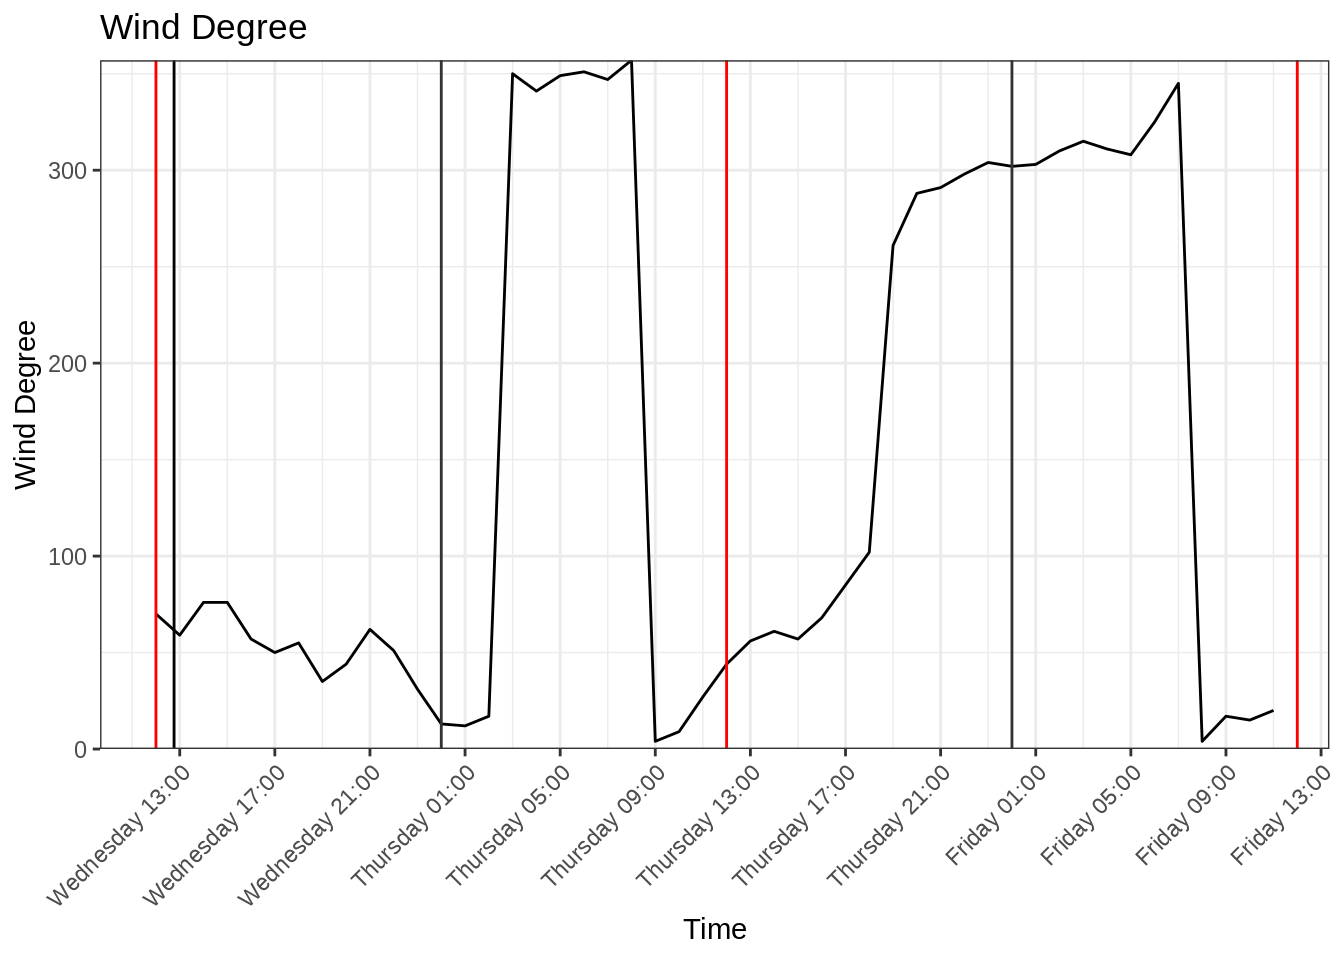 Wind Degree
Wind Degree
300
200
100
0
Wednesday 13:00
Wednesday 17:00
Wednesday 21:00
Thursday 01:00
Thursday 05:00
Thursday 09:00
Thursday 13:00
Thursday 17:00
Thursday 21:00
Friday 01:00
Friday 05:00
Friday 09:00
Friday 13:00
Time